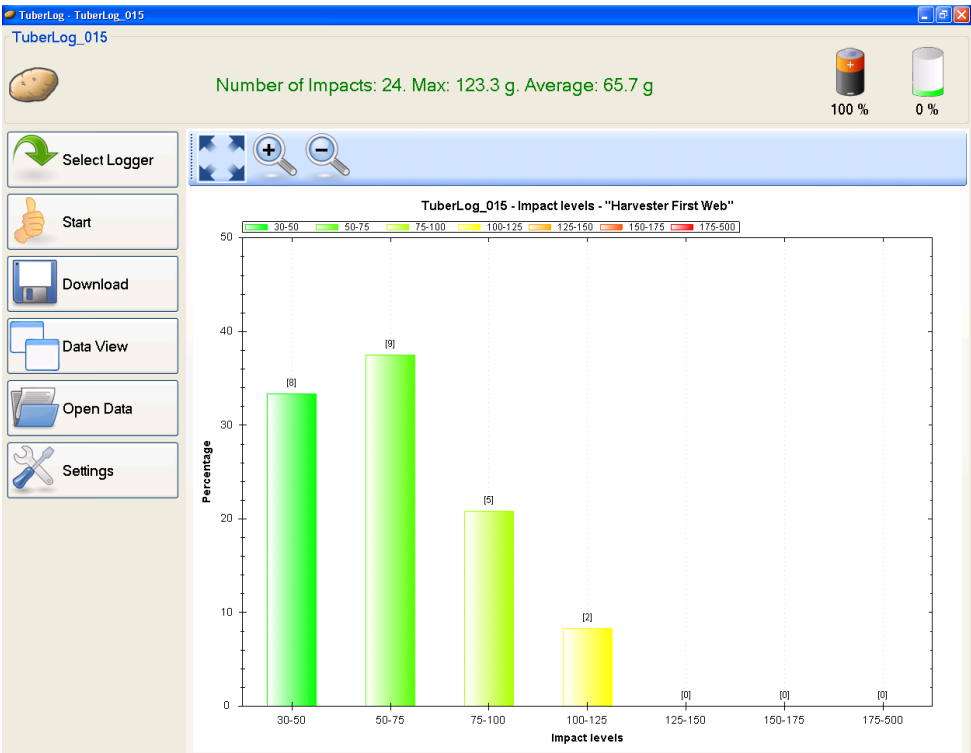 TuberLog - TuberLog_015
TuberLog_015
Number of Impacts: 24. Max: 123.3 g. Average: 65.7 g
100 %
0 %
Select Logger
Start
Download
Data View
Open Data
Settings
TuberLog_015 - Impact levels - "Harvester First Web"
30-50 50-75 75-100 100-125 125-150 150-175 175-500
50
40
30
20
10
0
Percentage
[8]
[9]
[5]
[2]
[0]
[0]
[0]
30-50 50-75 75-100 100-125 125-150 150-175 175-500
Impact levels